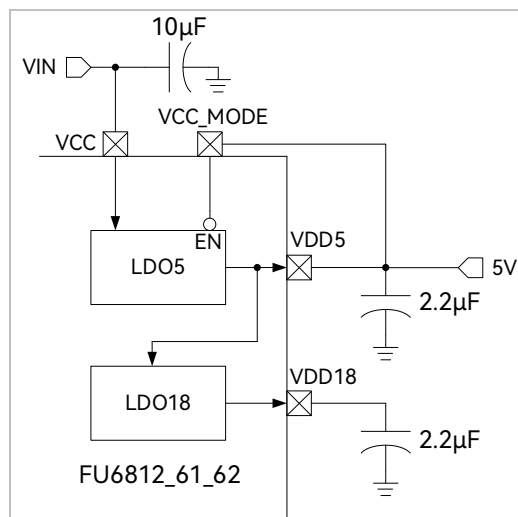 10μF
VIN
VCC_MODE
VCC
EN
VDD5
LDO5
5V
2.2μF
VDD18
LDO18
2.2μF
FU6812_61_62